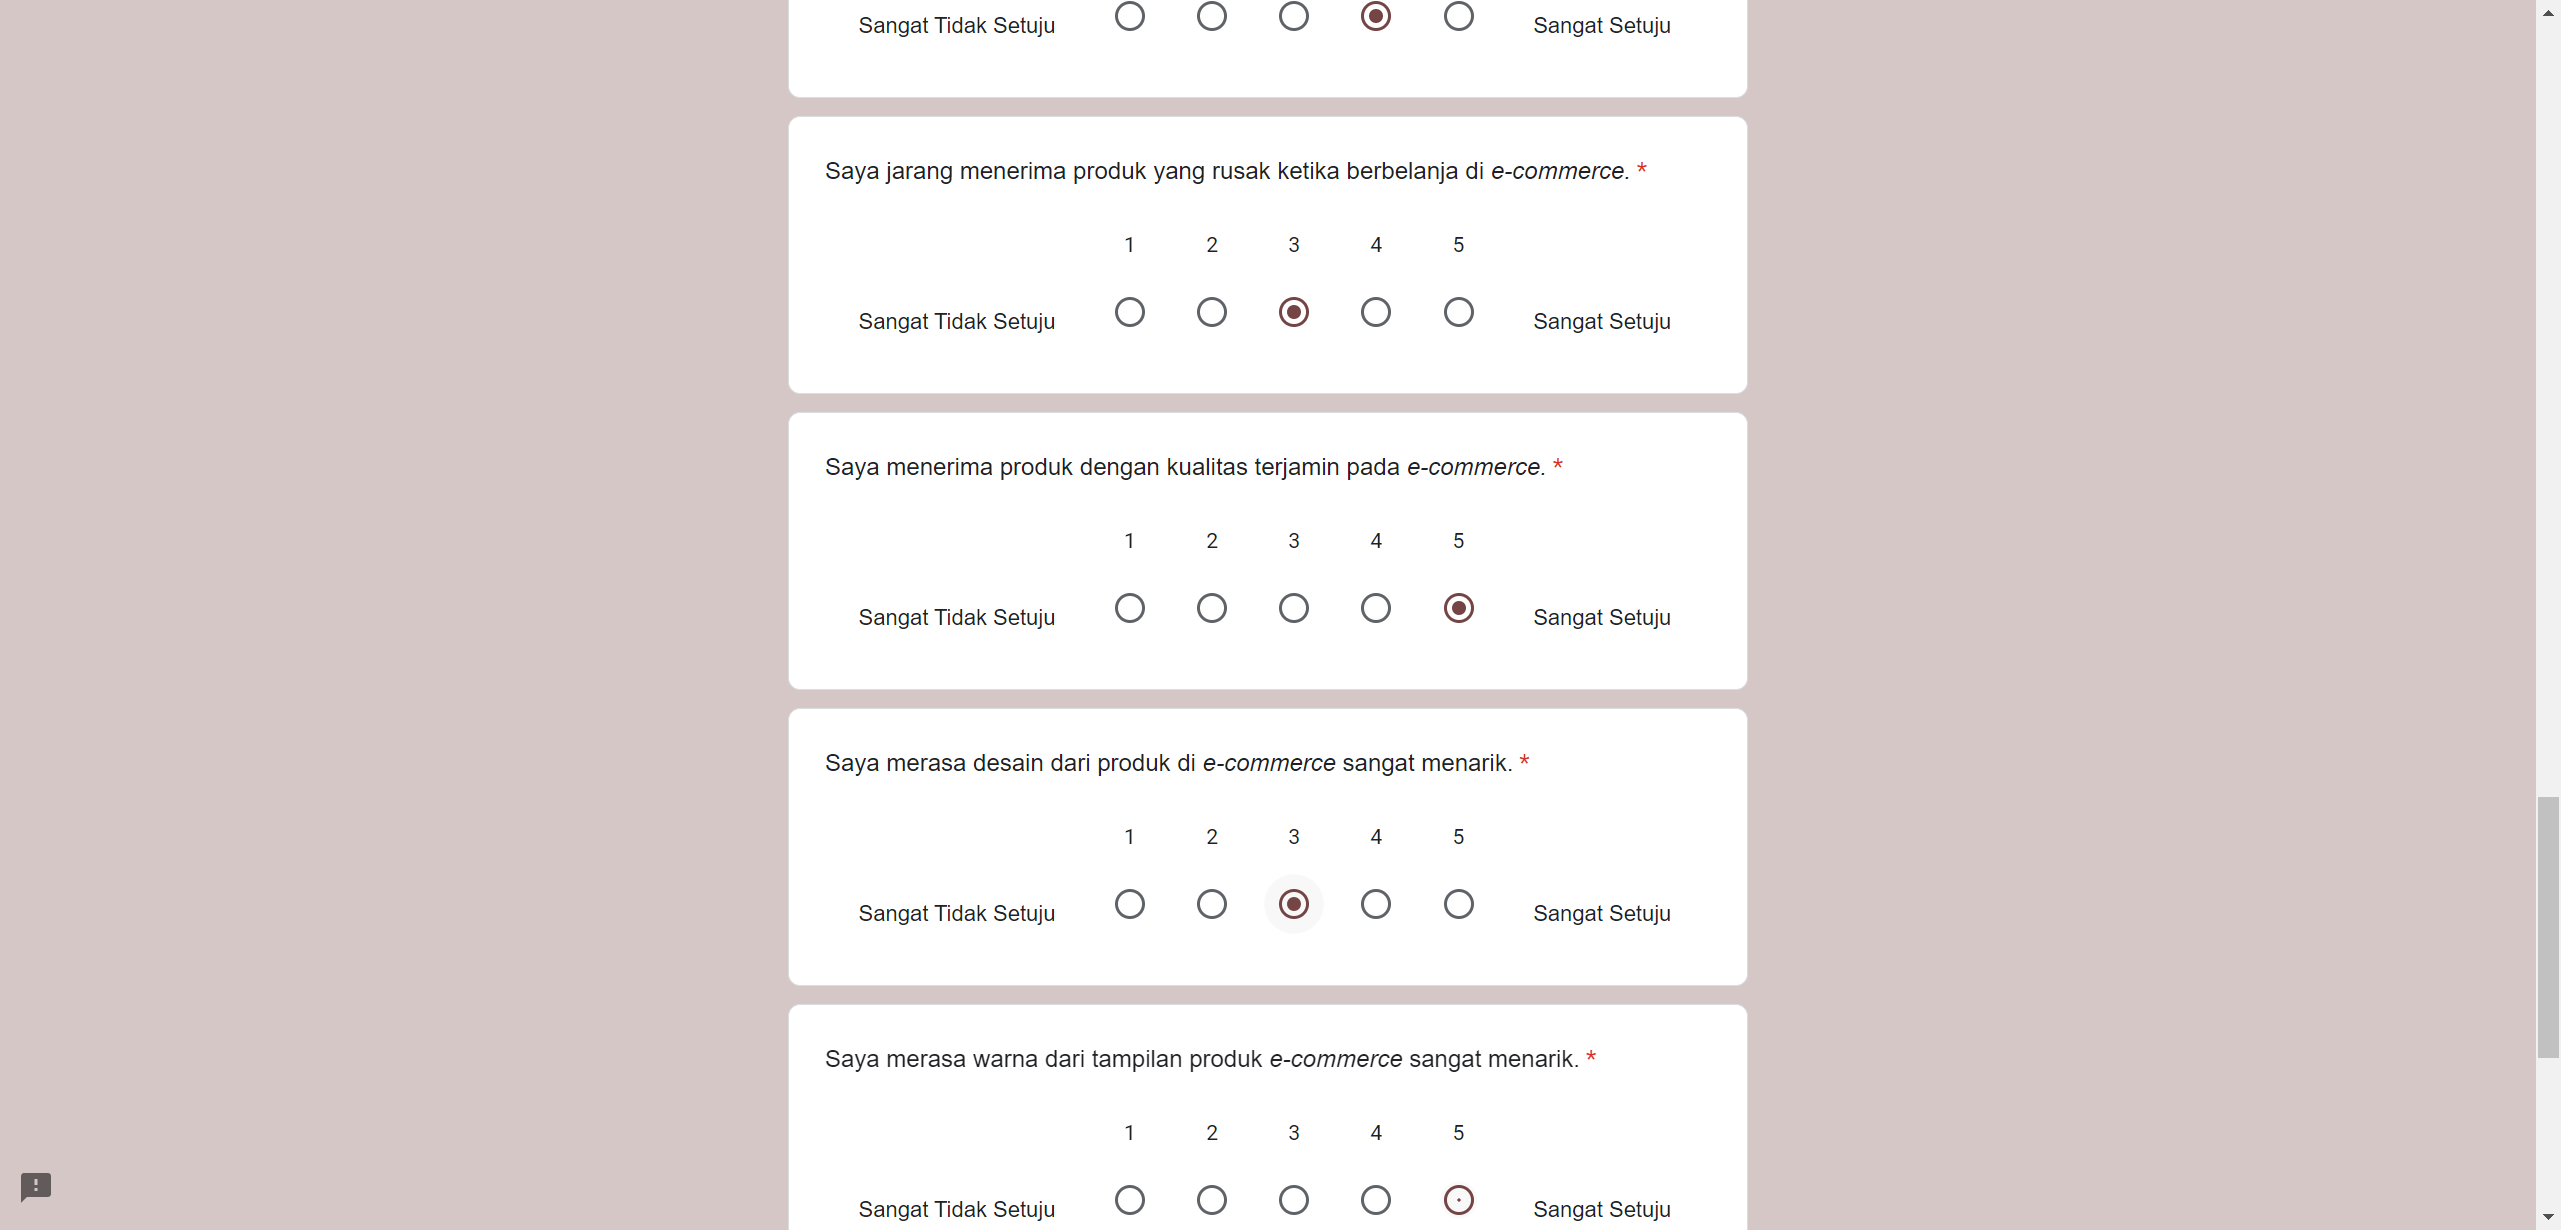 Sangat Tidak Setuju Sangat Setuju
Saya jarang menerima produk yang rusak ketika berbelanja di e-commerce. *
1 2 3 4 5
Sangat Tidak Setuju Sangat Setuju
Saya menerima produk dengan kualitas terjamin pada e-commerce. *
1 2 3 4 5
Sangat Tidak Setuju Sangat Setuju
Saya merasa desain dari produk di e-commerce sangat menarik. *
1 2 3 4 5
Sangat Tidak Setuju Sangat Setuju
Saya merasa warna dari tampilan produk e-commerce sangat menarik. *
1 2 3 4 5
Sangat Tidak Setuju Sangat Setuju